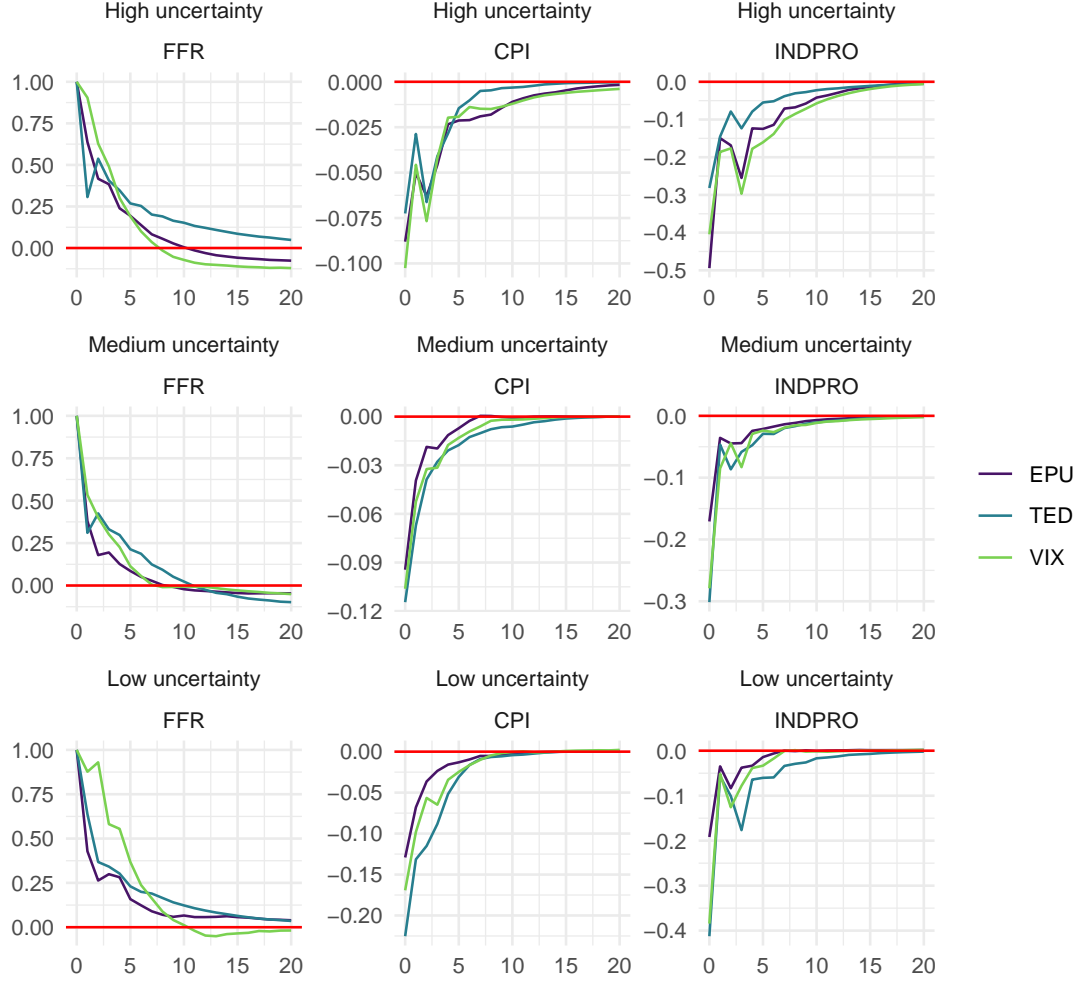 High uncertainty High uncertainty High uncertainty
FFR CPI INDPRO
1.00 0.000 0.0
0.75 −0.025 −0.1
0.50 −0.050 −0.2
0.25 −0.075 −0.3
0.00 −0.100 −0.4
−0.5
0 5 10 15 20 0 5 10 15 20 0 5 10 15 20
Medium uncertainty Medium uncertainty Medium uncertainty
FFR CPI INDPRO
1.00 0.00 0.0
0.75 −0.03 −0.1
0.50 −0.06 −0.2
0.25 −0.09 −0.3
0.00 −0.12
0 5 10 15 20 0 5 10 15 20 0 5 10 15 20
EPU
TED
VIX
Low uncertainty Low uncertainty Low uncertainty
FFR CPI INDPRO
1.00 0.00 0.0
0.75 −0.05 −0.1
0.50 −0.10 −0.2
0.25 −0.15 −0.3
0.00 −0.20 −0.4
0 5 10 15 20 0 5 10 15 20 0 5 10 15 20